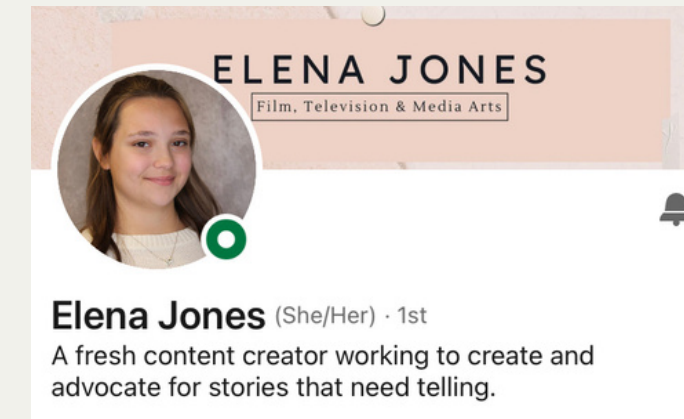 ELENA JONES
Film, Television & Media Arts
Elena Jones (She/Her) · 1st
A fresh content creator working to create and
advocate for stories that need telling.